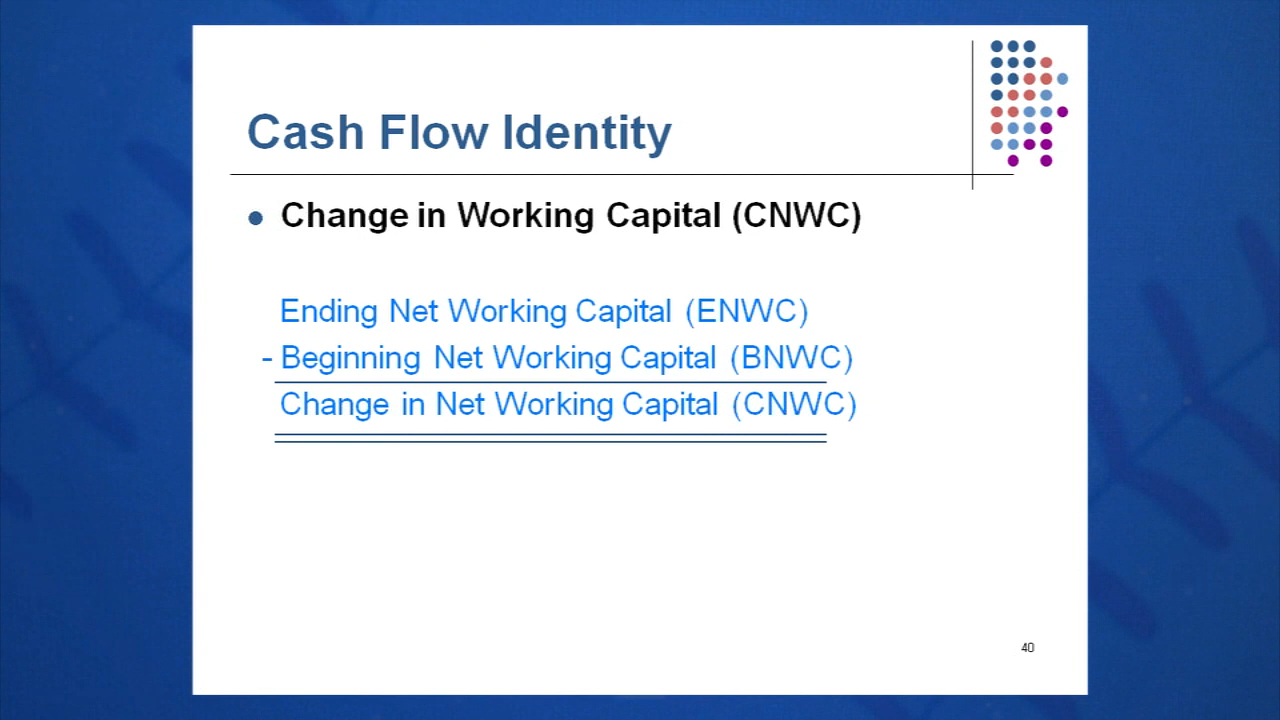 Cash Flow Identity
● Change in Working Capital (CNWC)
Ending Net Working Capital (ENWC)
- Beginning Net Working Capital (BNWC)
Change in Net Working Capital (CNWC)
40